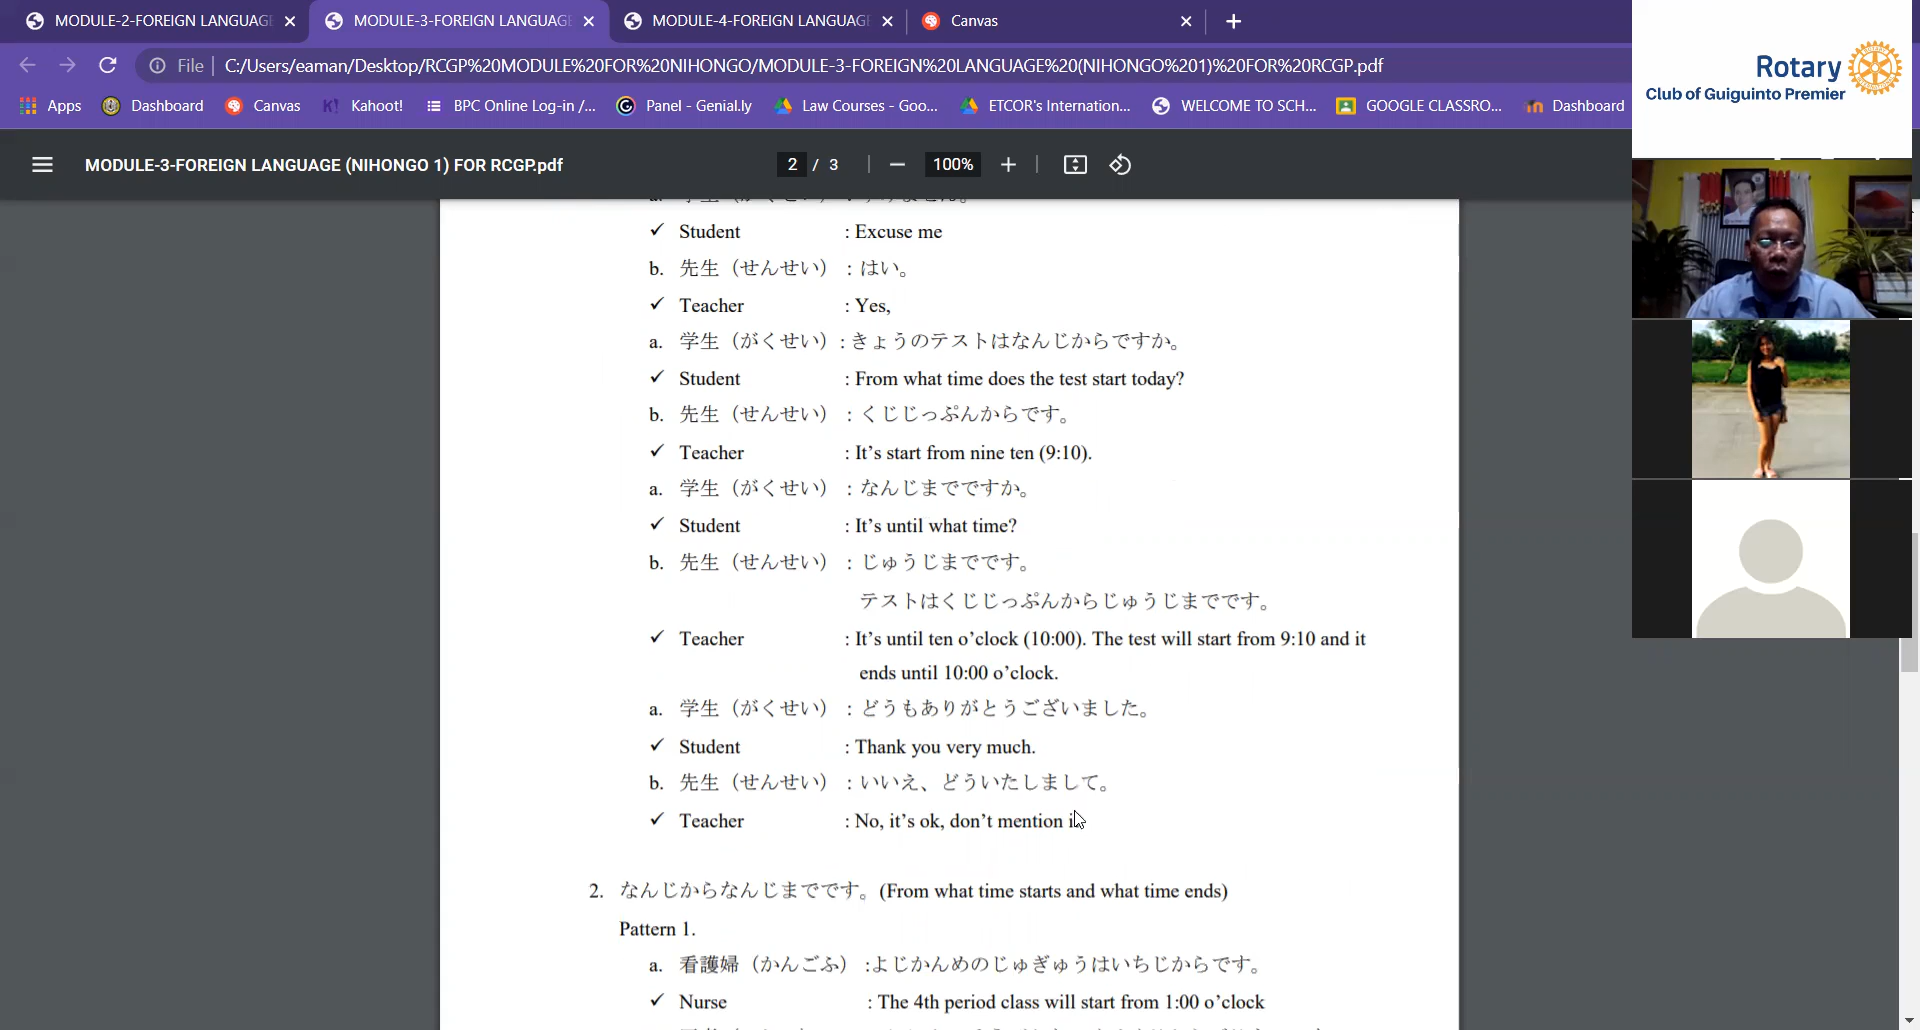 MODULE-2-FOREIGN LANGUAGE
MODULE-3-FOREIGN LANGUAGE
MODULE-4-FOREIGN LANGUAGE
Canvas
File
C:/Users/eaman/Desktop/RCGP%20MODULE%20FOR%20NIHONGO/MODULE-3-FOREIGN%20LANGUAGE%20(NIHONGO%201)%20FOR%20RCGP.pdf
Apps
Dashboard
Canvas
Kahoot!
BPC Online Log-in /...
Panel - Genial.ly
Law Courses - Goo...
ETCOR's Internation...
WELCOME TO SCH...
GOOGLE CLASSRO...
Dashboard
Rotary
Club of Guiguinto Premier
MODULE-3-FOREIGN LANGUAGE (NIHONGO 1) FOR RCGP.pdf
2 / 3
100%
✓ Student : Excuse me
b. 先生（せんせい） : はい。
✓ Teacher : Yes,
a. 学生（がくせい）: きょうのテストはなんじからですか。
✓ Student : From what time does the test start today?
b. 先生（せんせい） : くじじっぷんからです。
✓ Teacher : It's start from nine ten (9:10).
a. 学生（がくせい） : なんじまでですか。
✓ Student : It's until what time?
b. 先生（せんせい） : じゅうじまでです。
テストはくじじっぷんからじゅうじまでです。
✓ Teacher : It's until ten o'clock (10:00). The test will start from 9:10 and it
ends until 10:00 o'clock.
a. 学生（がくせい） : どうもありがとうございました。
✓ Student : Thank you very much.
b. 先生（せんせい） : いいえ、どういたしまして。
✓ Teacher : No, it's ok, don't mention
2. なんじからなんじまでです。(From what time starts and what time ends)
Pattern 1.
a. 看護婦（かんごふ） :よじかんめのじゅぎゅうはいちじからです。
✓ Nurse : The 4th period class will start from 1:00 o'clock